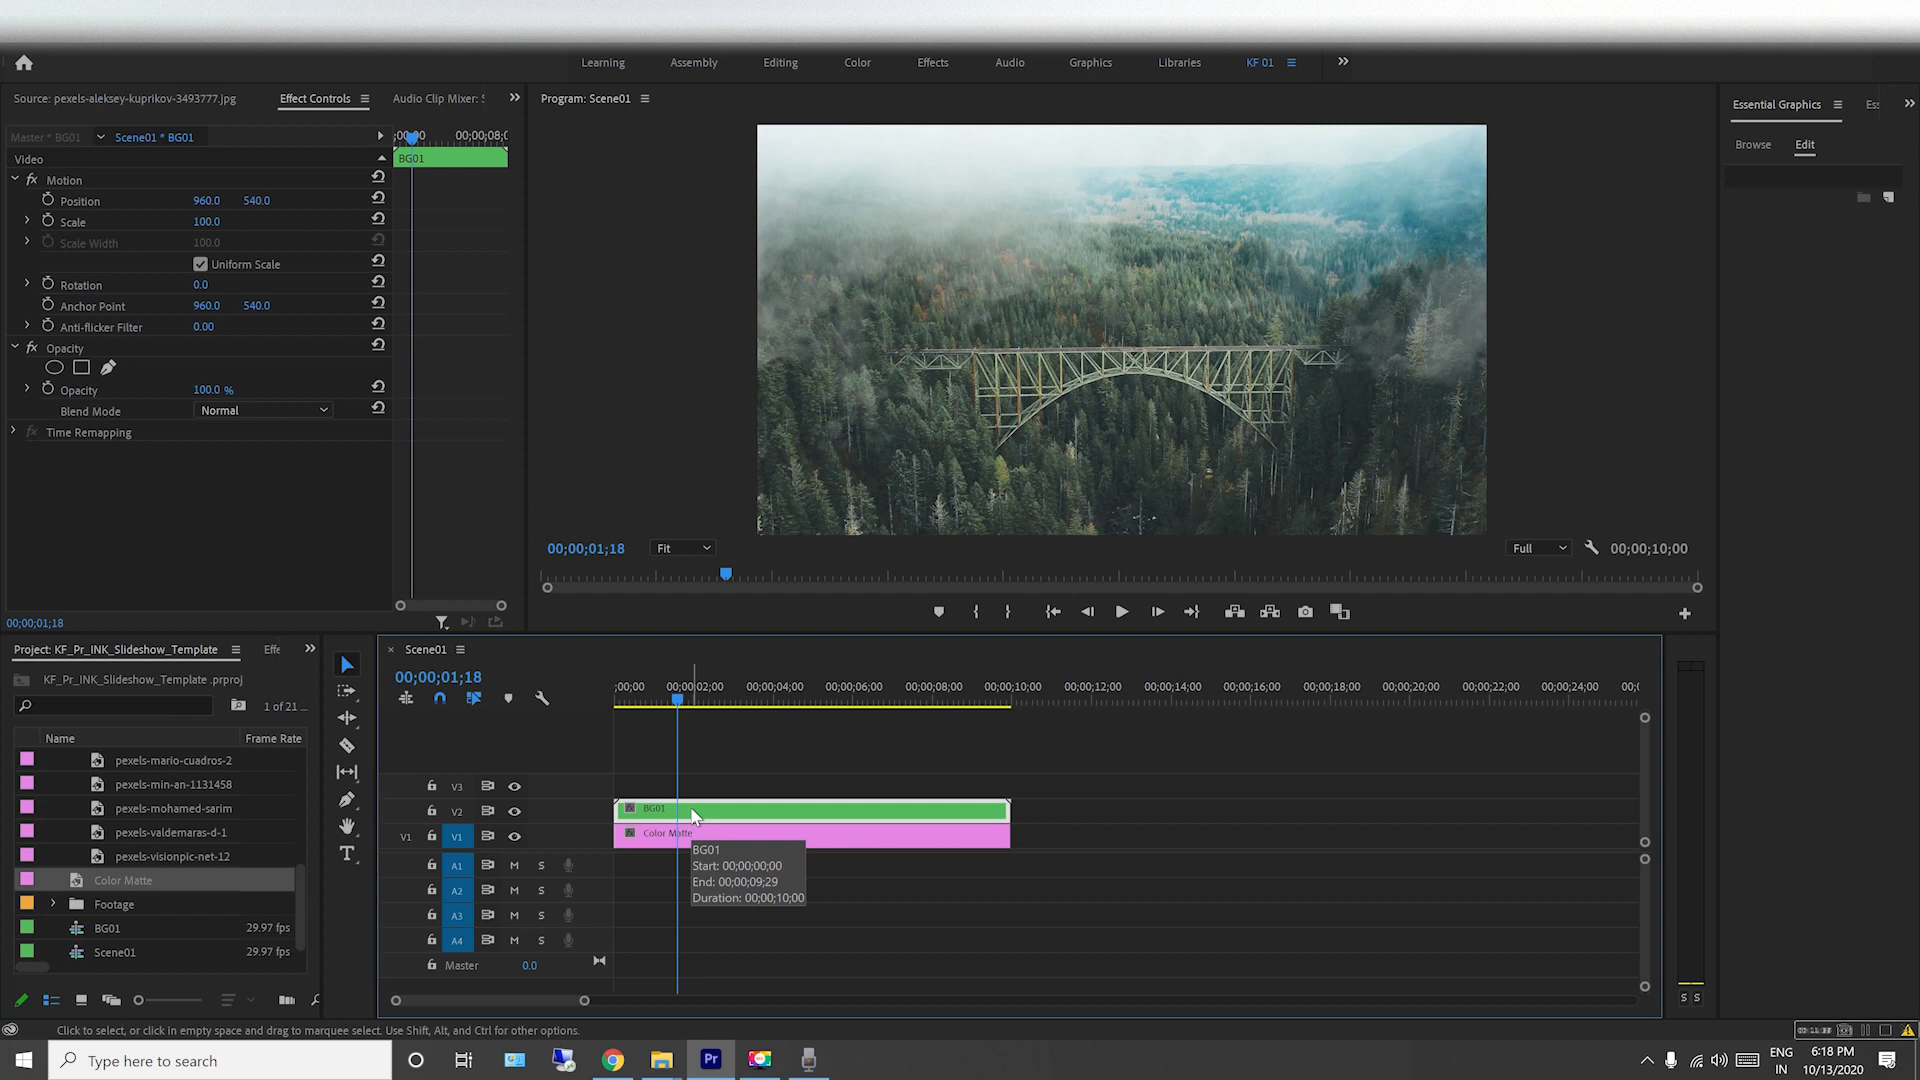 Learning Assembly Editing Color Effects Audio Graphics Libraries KF 01
Source: pexels-aleksey-kuprikov-3493777.jpg Effect Controls Audio Clip Mixer: S
Master * BG01 Scene01 * BG01
;00;00 00;00;08;0
Video
BG01
Motion
Position 960.0 540.0
Scale 100.0
Scale Width 100.0
Uniform Scale
Rotation 0.0
Anchor Point 960.0 540.0
Anti-flicker Filter 0.00
Opacity
Opacity 100.0 %
Blend Mode Normal
Time Remapping
00;00;01;18
Program: Scene01
00;00;01;18 Fit Full 00;00;10;00
Essential Graphics Es
Browse Edit
Project: KF_Pr_INK_Slideshow_Template Effe
KF_Pr_INK_Slideshow_Template .prproj
1 of 21 ...
Name Frame Rate
pexels-mario-cuadros-2
pexels-min-an-1131458
pexels-mohamed-sarim
pexels-valdemaras-d-1
pexels-visionpic-net-12
Color Matte
Footage
BG01 29.97 fps
Scene01 29.97 fps
Scene01
00;00;01;18
;00;00 00;00;02;00 00;00;04;00 00;00;06;00 00;00;08;00 00;00;10;00 00;00;12;00 00;00;14;00 00;00;16;00 00;00;18;00 00;00;20;00 00;00;22;00 00;00;24;00 00;0
V3
V2 BG01
V1 V1 Color Matte
A1 M S
A2 M S
A3 M S
A4 M S
Master 0.0
BG01
Start: 00;00;00;00
End: 00;00;09;29
Duration: 00;00;10;00
S S
Click to select, or click in empty space and drag to marquee select. Use Shift, Alt, and Ctrl for other options.
Type here to search
Pr
ENG
IN
6:18 PM
10/13/2020